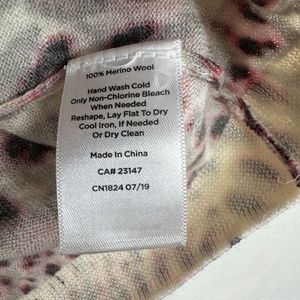 100% Merino Wool
Hand Wash Cold
Only Non-Chlorine Bleach
When Needed
Reshape, Lay Flat To Dry
Cool Iron, if Needed
Or Dry Clean
Made In China
CA# 23147
CN1824 07/19